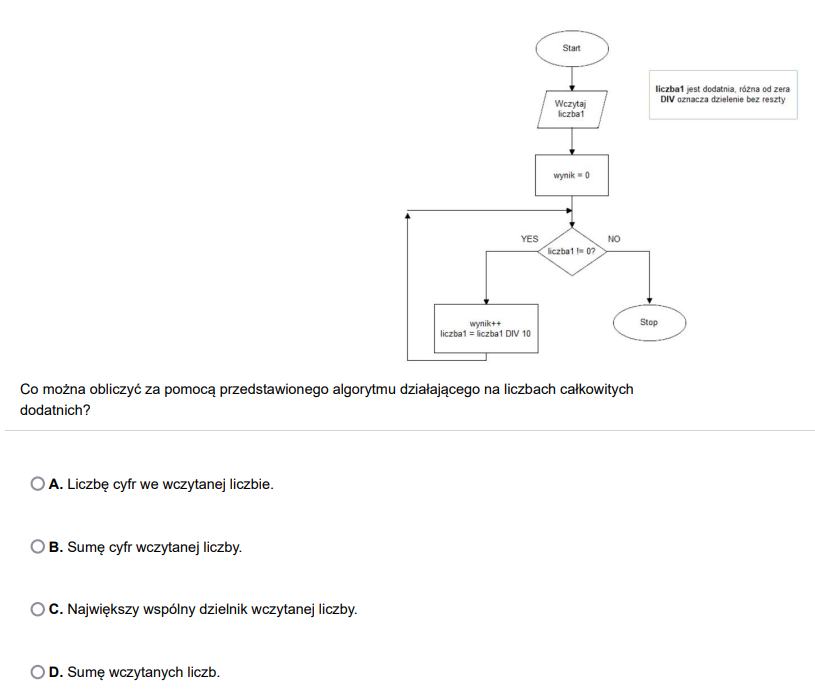 Start
liczba1 jest dodatnia, różna od zera
DIV oznacza dzielenie bez reszty
Wczytaj
liczba1
wynik = 0
YES
NO
liczba1 != 0?
wynik++
liczba1 = liczba1 DIV 10
Stop
Co można obliczyć za pomocą przedstawionego algorytmu działającego na liczbach całkowitych
dodatnich?
A. Liczbę cyfr we wczytanej liczbie.
B. Sumę cyfr wczytanej liczby.
C. Największy wspólny dzielnik wczytanej liczby.
D. Sumę wczytanych liczb.